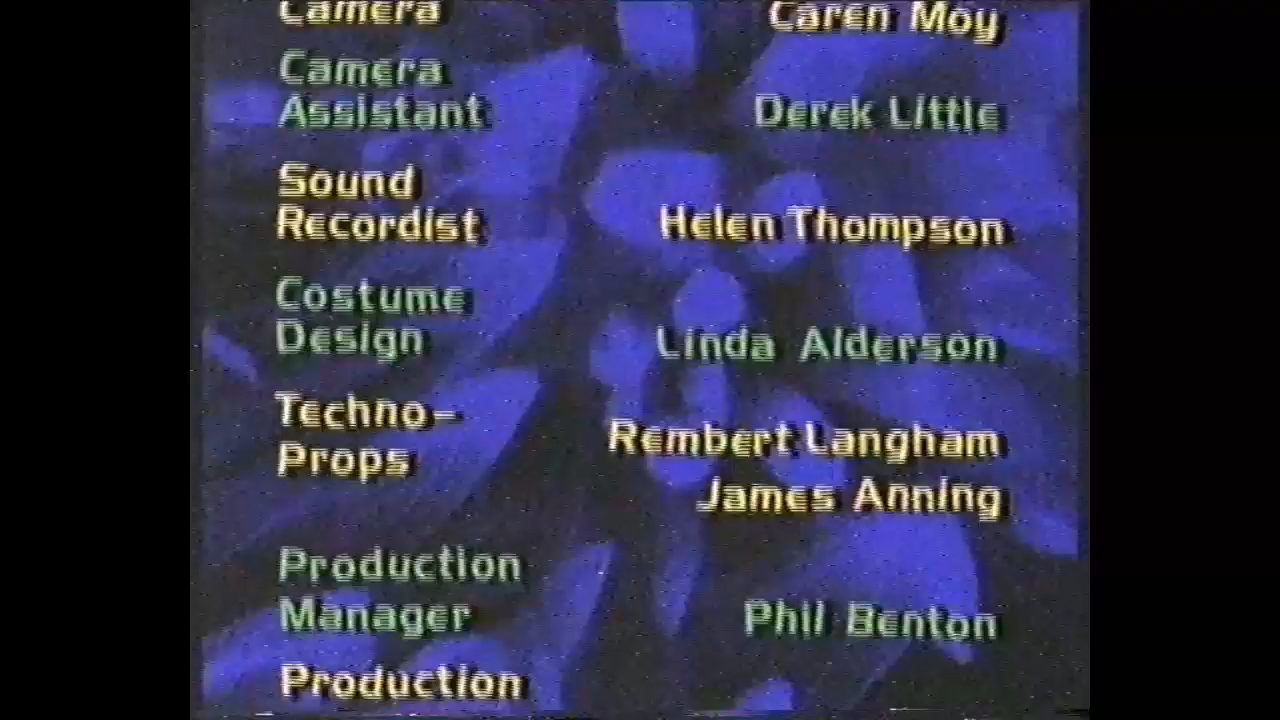 Camera Caren Moy
Camera
Assistant Derek Little
Sound
Recordist Helen Thompson
Costume
Design Linda Alderson
Techno-
Props Rembert Langham
James Anning
Production
Manager Phil Benton
Production